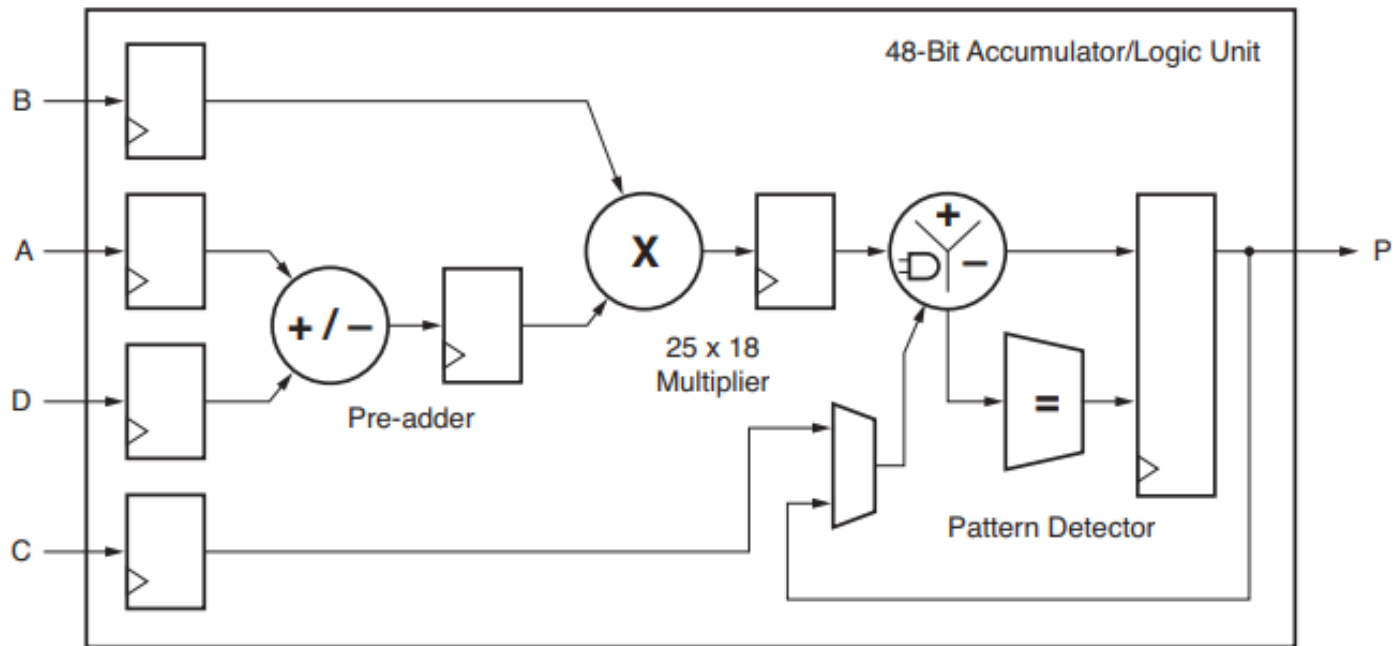 48-Bit Accumulator/Logic Unit
B
A
D
C
+ / –
Pre-adder
X
25 x 18
Multiplier
+
–
=
Pattern Detector
P